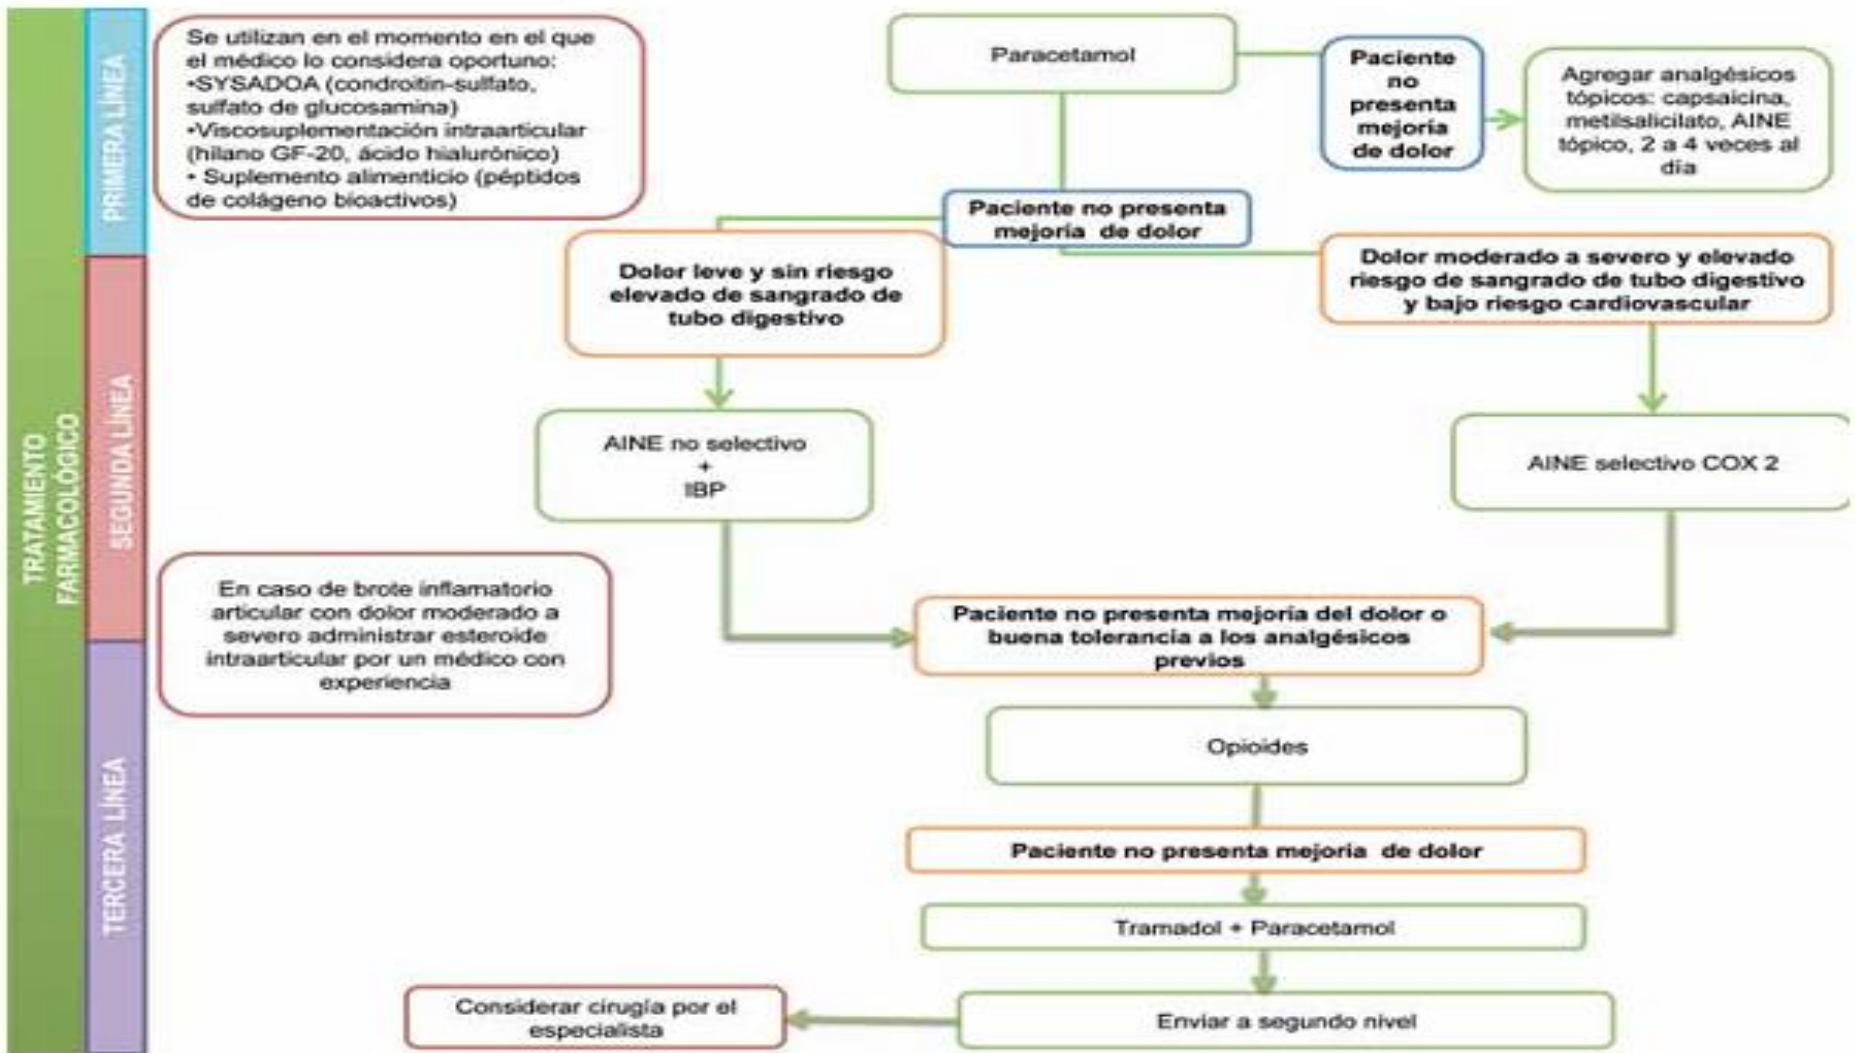 TRATAMIENTO
FARMACOLÓGICO
PRIMERA LÍNEA
Se utilizan en el momento en el que
el médico lo considera oportuno:
•SYSADOA (condroitin-sulfato,
sulfato de glucosamina)
•Viscosuplementación intraarticular
(hilano GF-20, ácido hialurónico)
• Suplemento alimenticio (péptidos
de colágeno bioactivos)
Paracetamol
Paciente
no
presenta
mejoría
de dolor
Agregar analgésicos
tópicos: capsaicina,
metilsalicilato, AINE
tópico, 2 a 4 veces al
día
Paciente no presenta
mejoría de dolor
SEGUNDA LÍNEA
Dolor leve y sin riesgo
elevado de sangrado de
tubo digestivo
Dolor moderado a severo y elevado
riesgo de sangrado de tubo digestivo
y bajo riesgo cardiovascular
AINE no selectivo
+
IBP
AINE selectivo COX 2
En caso de brote inflamatorio
articular con dolor moderado a
severo administrar esteroide
intraarticular por un médico con
experiencia
Paciente no presenta mejoría del dolor o
buena tolerancia a los analgésicos
previos
TERCERA LÍNEA
Opioides
Paciente no presenta mejoría de dolor
Tramadol + Paracetamol
Enviar a segundo nivel
Considerar cirugía por el
especialista